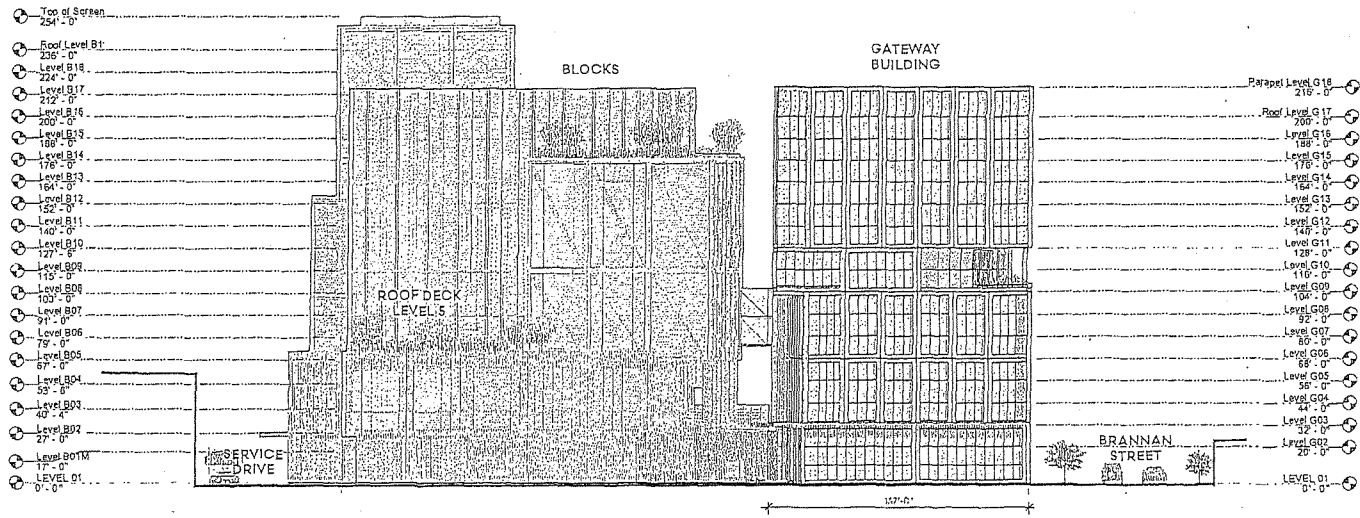 Top of Screen
254' - 0"
Roof Level B1
236' - 0"
Level B18
224' - 0"
Level B17
212' - 0"
Level B16
200' - 0"
Level B15
188' - 0"
Level B14
176' - 0"
Level B13
164' - 0"
Level B12
152' - 0"
Level B11
140' - 0"
Level B10
127' - 6"
Level B09
115' - 0"
Level B08
103' - 0"
Level B07
91' - 0"
Level B06
79' - 0"
Level B05
67' - 0"
Level B04
Level B03
40' - 4"
Level B02
27' - 0"
Level B01M
17' - 0"
LEVEL 01
0' - 0"
BLOCKS
ROOF DECK
LEVEL 5
SERVICE
DRIVE
GATEWAY
BUILDING
BRANNAN
STREET
Parapet Level G18
216' - 0"
Roof Level G17
200' - 0"
Level G16
188' - 0"
Level G15
176' - 0"
Level G14
164' - 0"
Level G13
152' - 0"
Level G12
140' - 0"
Level G11
128' - 0"
Level G10
116' - 0"
Level G09
104' - 0"
Level G08
92' - 0"
Level G07
80' - 0"
Level G06
68' - 0"
Level G05
56' - 0"
Level G04
44' - 0"
Level G03
32' - 0"
Level G02
20' - 0"
LEVEL 01
0' - 0"